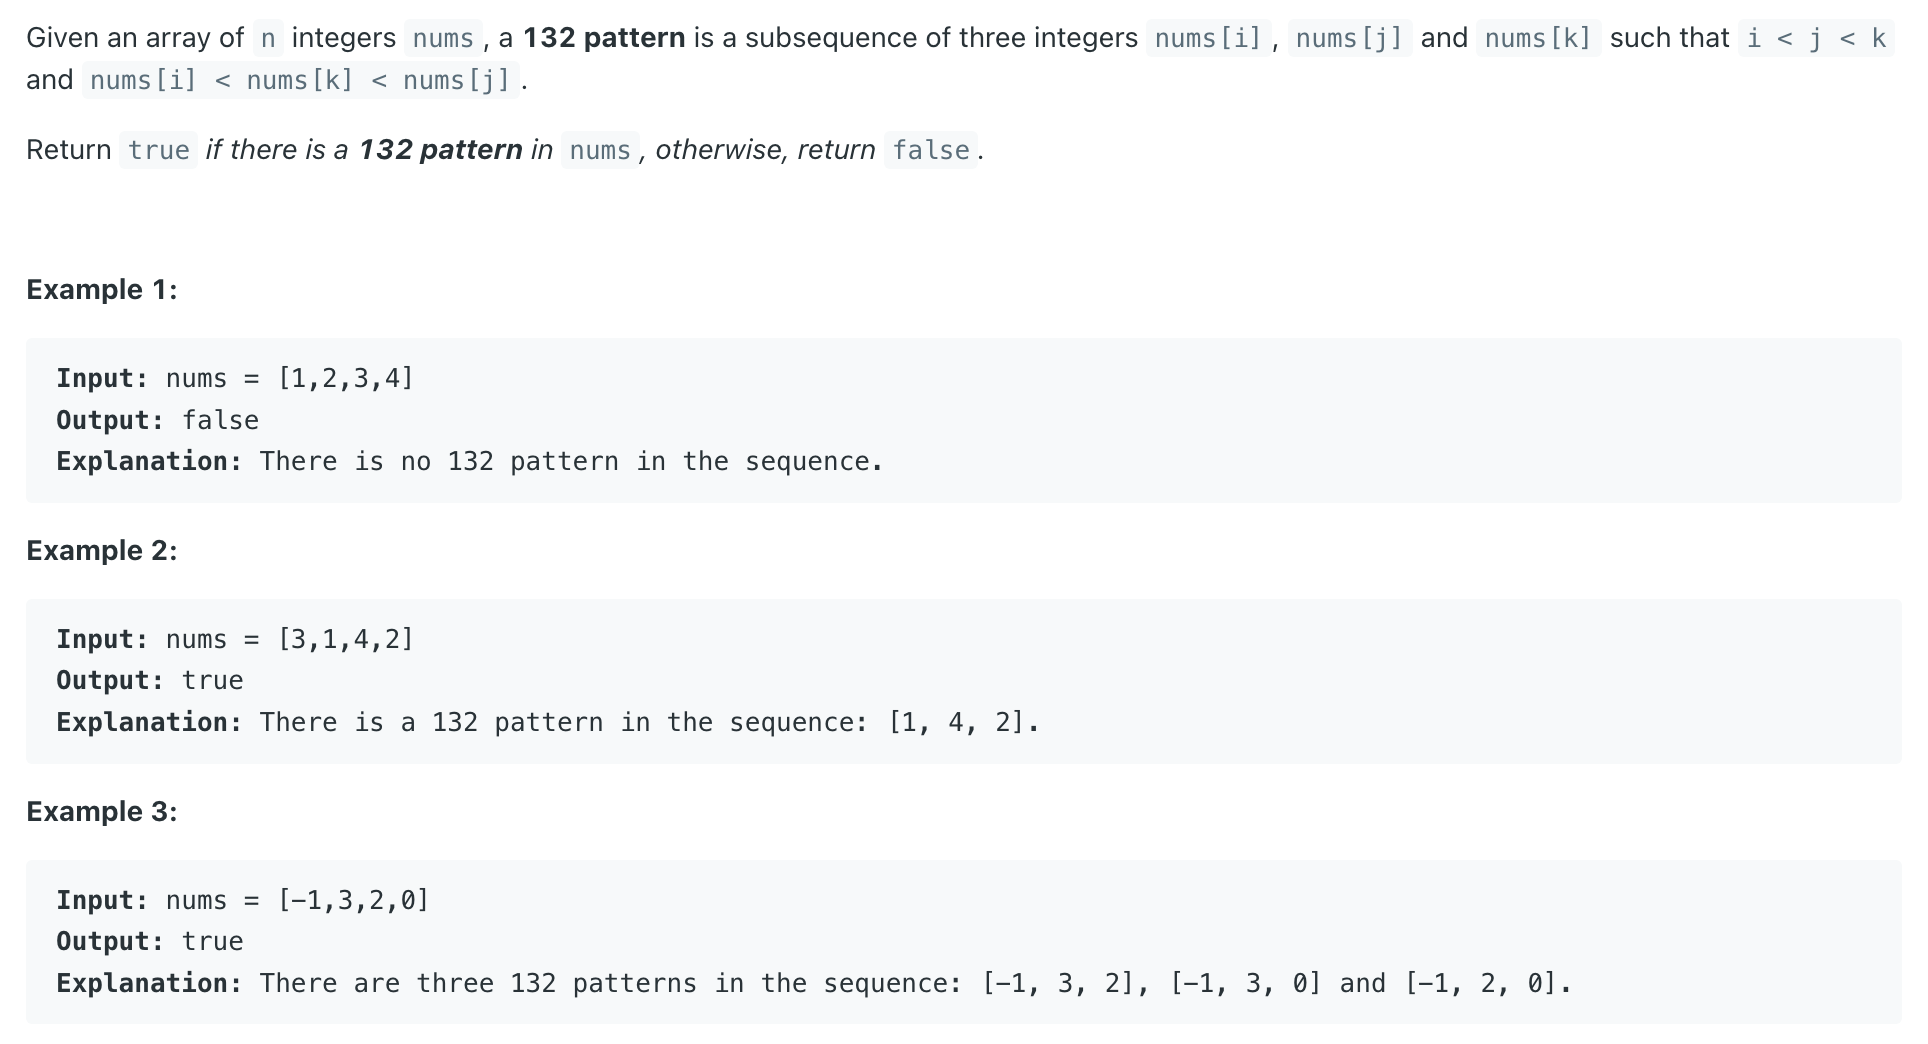 Given an array of n integers nums, a 132 pattern is a subsequence of three integers nums[i], nums[j] and nums[k] such that i < j < k
and nums[i] < nums[k] < nums[j].
Return true if there is a 132 pattern in nums, otherwise, return false.
Example 1:
Input: nums = [1,2,3,4]
Output: false
Explanation: There is no 132 pattern in the sequence.
Example 2:
Input: nums = [3,1,4,2]
Output: true
Explanation: There is a 132 pattern in the sequence: [1, 4, 2].
Example 3:
Input: nums = [−1,3,2,0]
Output: true
Explanation: There are three 132 patterns in the sequence: [−1, 3, 2], [−1, 3, 0] and [−1, 2, 0].